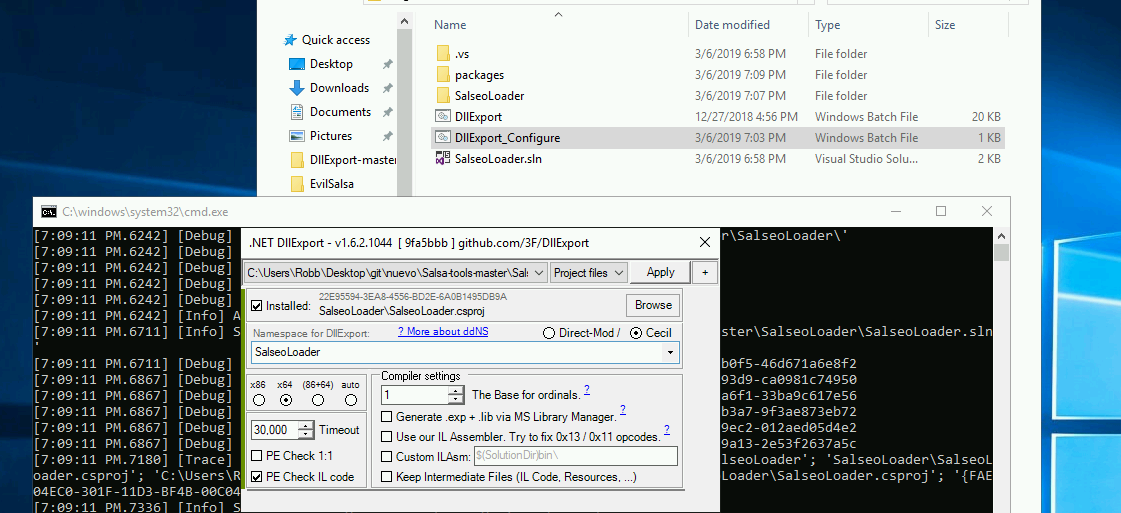 Name Date modified Type Size
Quick access
.vs 3/6/2019 6:58 PM File folder
Desktop
packages 3/6/2019 7:09 PM File folder
Downloads
SalseoLoader 3/6/2019 7:07 PM File folder
Documents
DllExport 12/27/2018 4:56 PM Windows Batch File 20 KB
Pictures
DllExport_Configure 3/6/2019 7:03 PM Windows Batch File 1 KB
DllExport-master
SalseoLoader.sln 3/6/2019 6:58 PM Visual Studio Solu... 2 KB
EvilSalsa
C:\windows\system32\cmd.exe
[7:09:11 PM.6242] [Debug] r\SalseoLoader\'
[7:09:11 PM.6242] [Debug]
[7:09:11 PM.6242] [Debug]
[7:09:11 PM.6242] [Debug]
[7:09:11 PM.6242] [Debug]
[7:09:11 PM.6242] [Info] A
[7:09:11 PM.6711] [Info] S ster\SalseoLoader\SalseoLoader.sln
'
[7:09:11 PM.6711] [Debug] b0f5-46d671a6e8f2
[7:09:11 PM.6867] [Debug] 93d9-ca0981c74950
[7:09:11 PM.6867] [Debug] a6f1-33ba9c617e56
[7:09:11 PM.6867] [Debug] b3a7-9f3ae873eb72
[7:09:11 PM.6867] [Debug] 9ec2-012aed05d4e2
[7:09:11 PM.6867] [Debug] 9a13-2e53f2637a5c
[7:09:11 PM.7180] [Trace] lseoLoader'; 'SalseoLoader\SalseoL
oader.csproj'; 'C:\Users\R Loader\SalseoLoader.csproj'; '{FAE
04EC0-301F-11D3-BF4B-00C04
[7:09:11 PM.7336] [Info] S
.NET DllExport - v1.6.2.1044 [ 9fa5bbb ] github.com/3F/DllExport
C:\Users\Robb\Desktop\git\nuevo\Salsa-tools-master\Sals Project files Apply +
Installed: 22E95594-3EA8-4556-BD2E-6A0B1495DB9A
SalseoLoader\SalseoLoader.csproj Browse
Namespace for DllExport: ? More about ddNS Direct-Mod / Cecil
SalseoLoader
x86 x64 (86+64) auto
Compiler settings
1 The Base for ordinals. ?
Generate .exp + .lib via MS Library Manager. ?
30,000 Timeout
Use our IL Assembler. Try to fix 0x13 / 0x11 opcodes. ?
PE Check 1:1
Custom ILAsm: $(SolutionDir)bin\
PE Check IL code
Keep Intermediate Files (IL Code, Resources, ...)